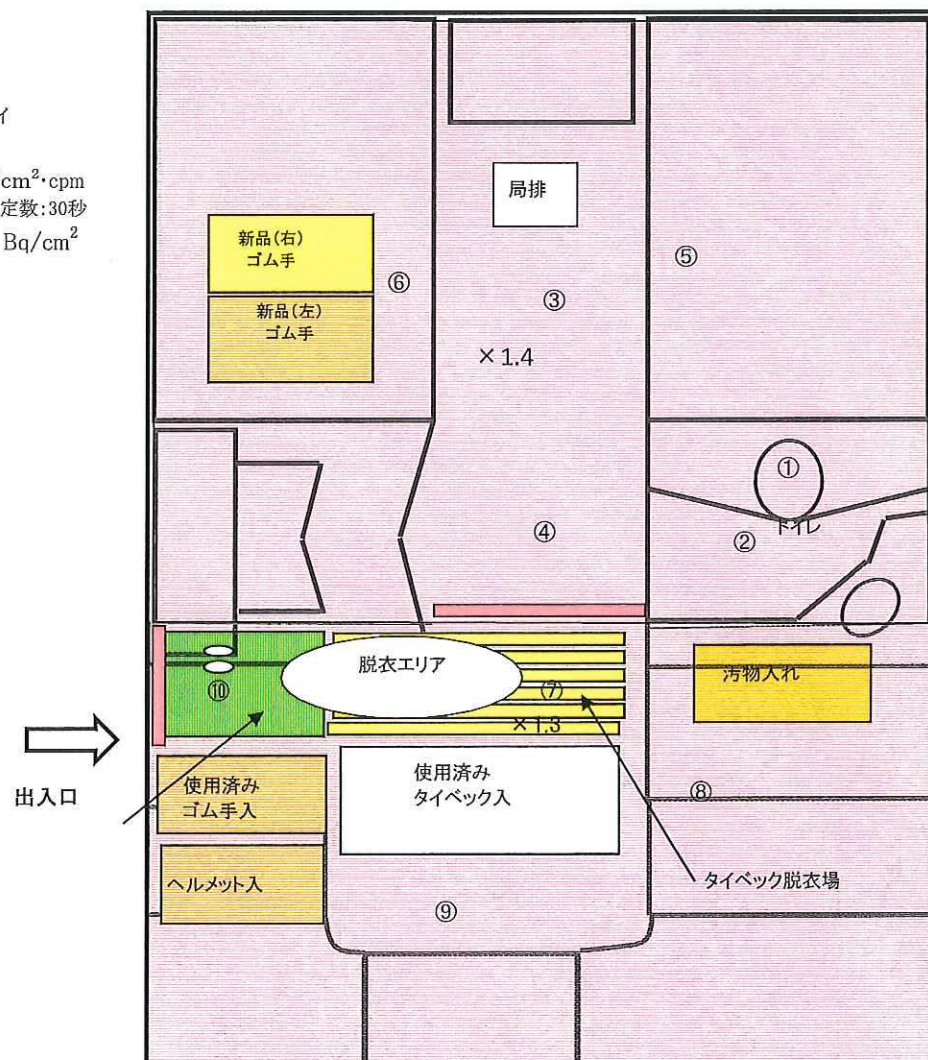 イ
cm²・cpm
定数:30秒
Bq/cm²
局排
新品(右)
ゴム手
⑥
⑤
③
新品(左)
ゴム手
×1.4
①
④
②
トイレ
脱衣エリア
⑩
⑦
汚物入れ
×1.3
出入口
使用済み
ゴム手入
使用済み
タイベック入
⑧
ヘルメット入
タイベック脱衣場
⑨